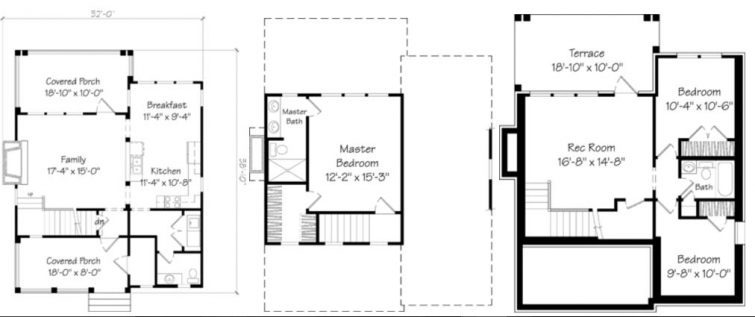 32'-0"
Covered Porch
18'-10" x 10'-0"
Breakfast
11'-4" x 9'-4"
Family
17'-4" x 15'-0"
Kitchen
11'-4" x 10'-8"
dn
Covered Porch
18'-0" x 8'-0"
38'-0"
Master
Bath
Master
Bedroom
12'-2" x 15'-3"
Terrace
18'-10" x 10'-0"
Bedroom
10'-4" x 10'-6"
Rec Room
16'-8" x 14'-8"
Bath
Bedroom
9'-8" x 10'-0"